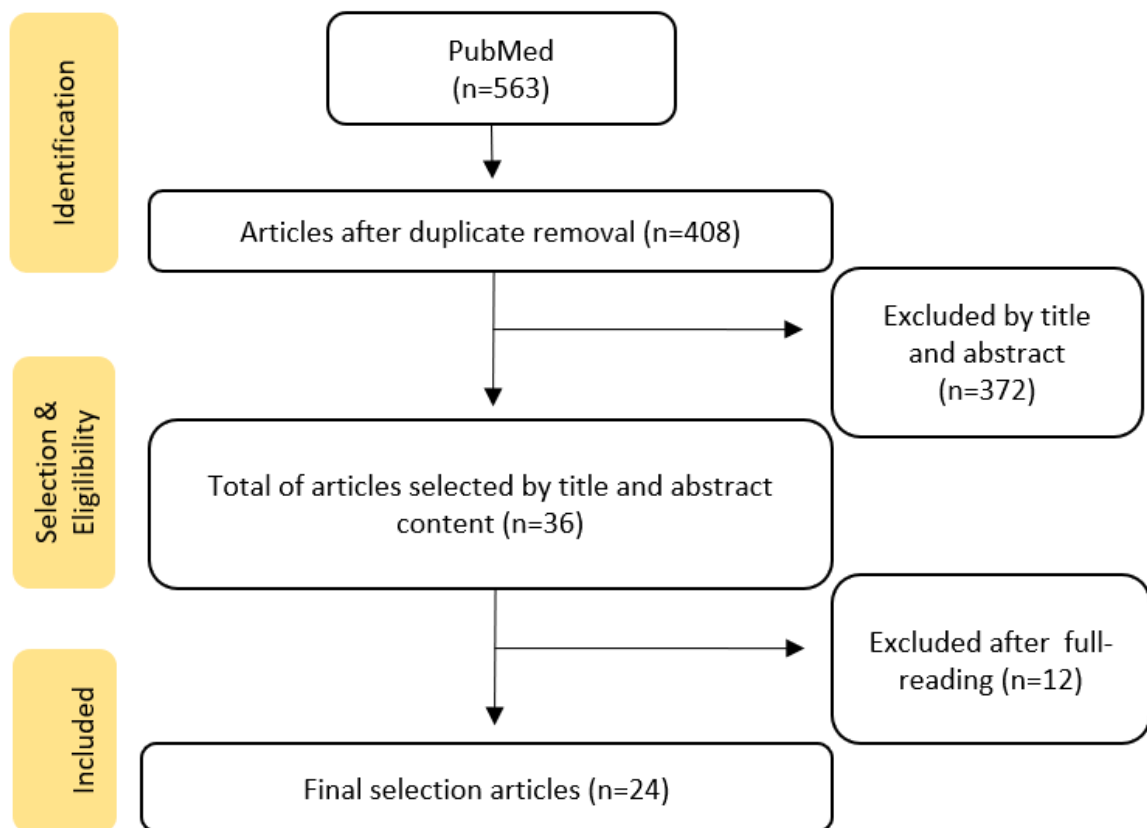 Identification
PubMed
(n=563)
Articles after duplicate removal (n=408)
Excluded by title
and abstract
(n=372)
Selection &
Eligilibility
Total of articles selected by title and abstract
content (n=36)
Excluded after full-
reading (n=12)
Included
Final selection articles (n=24)